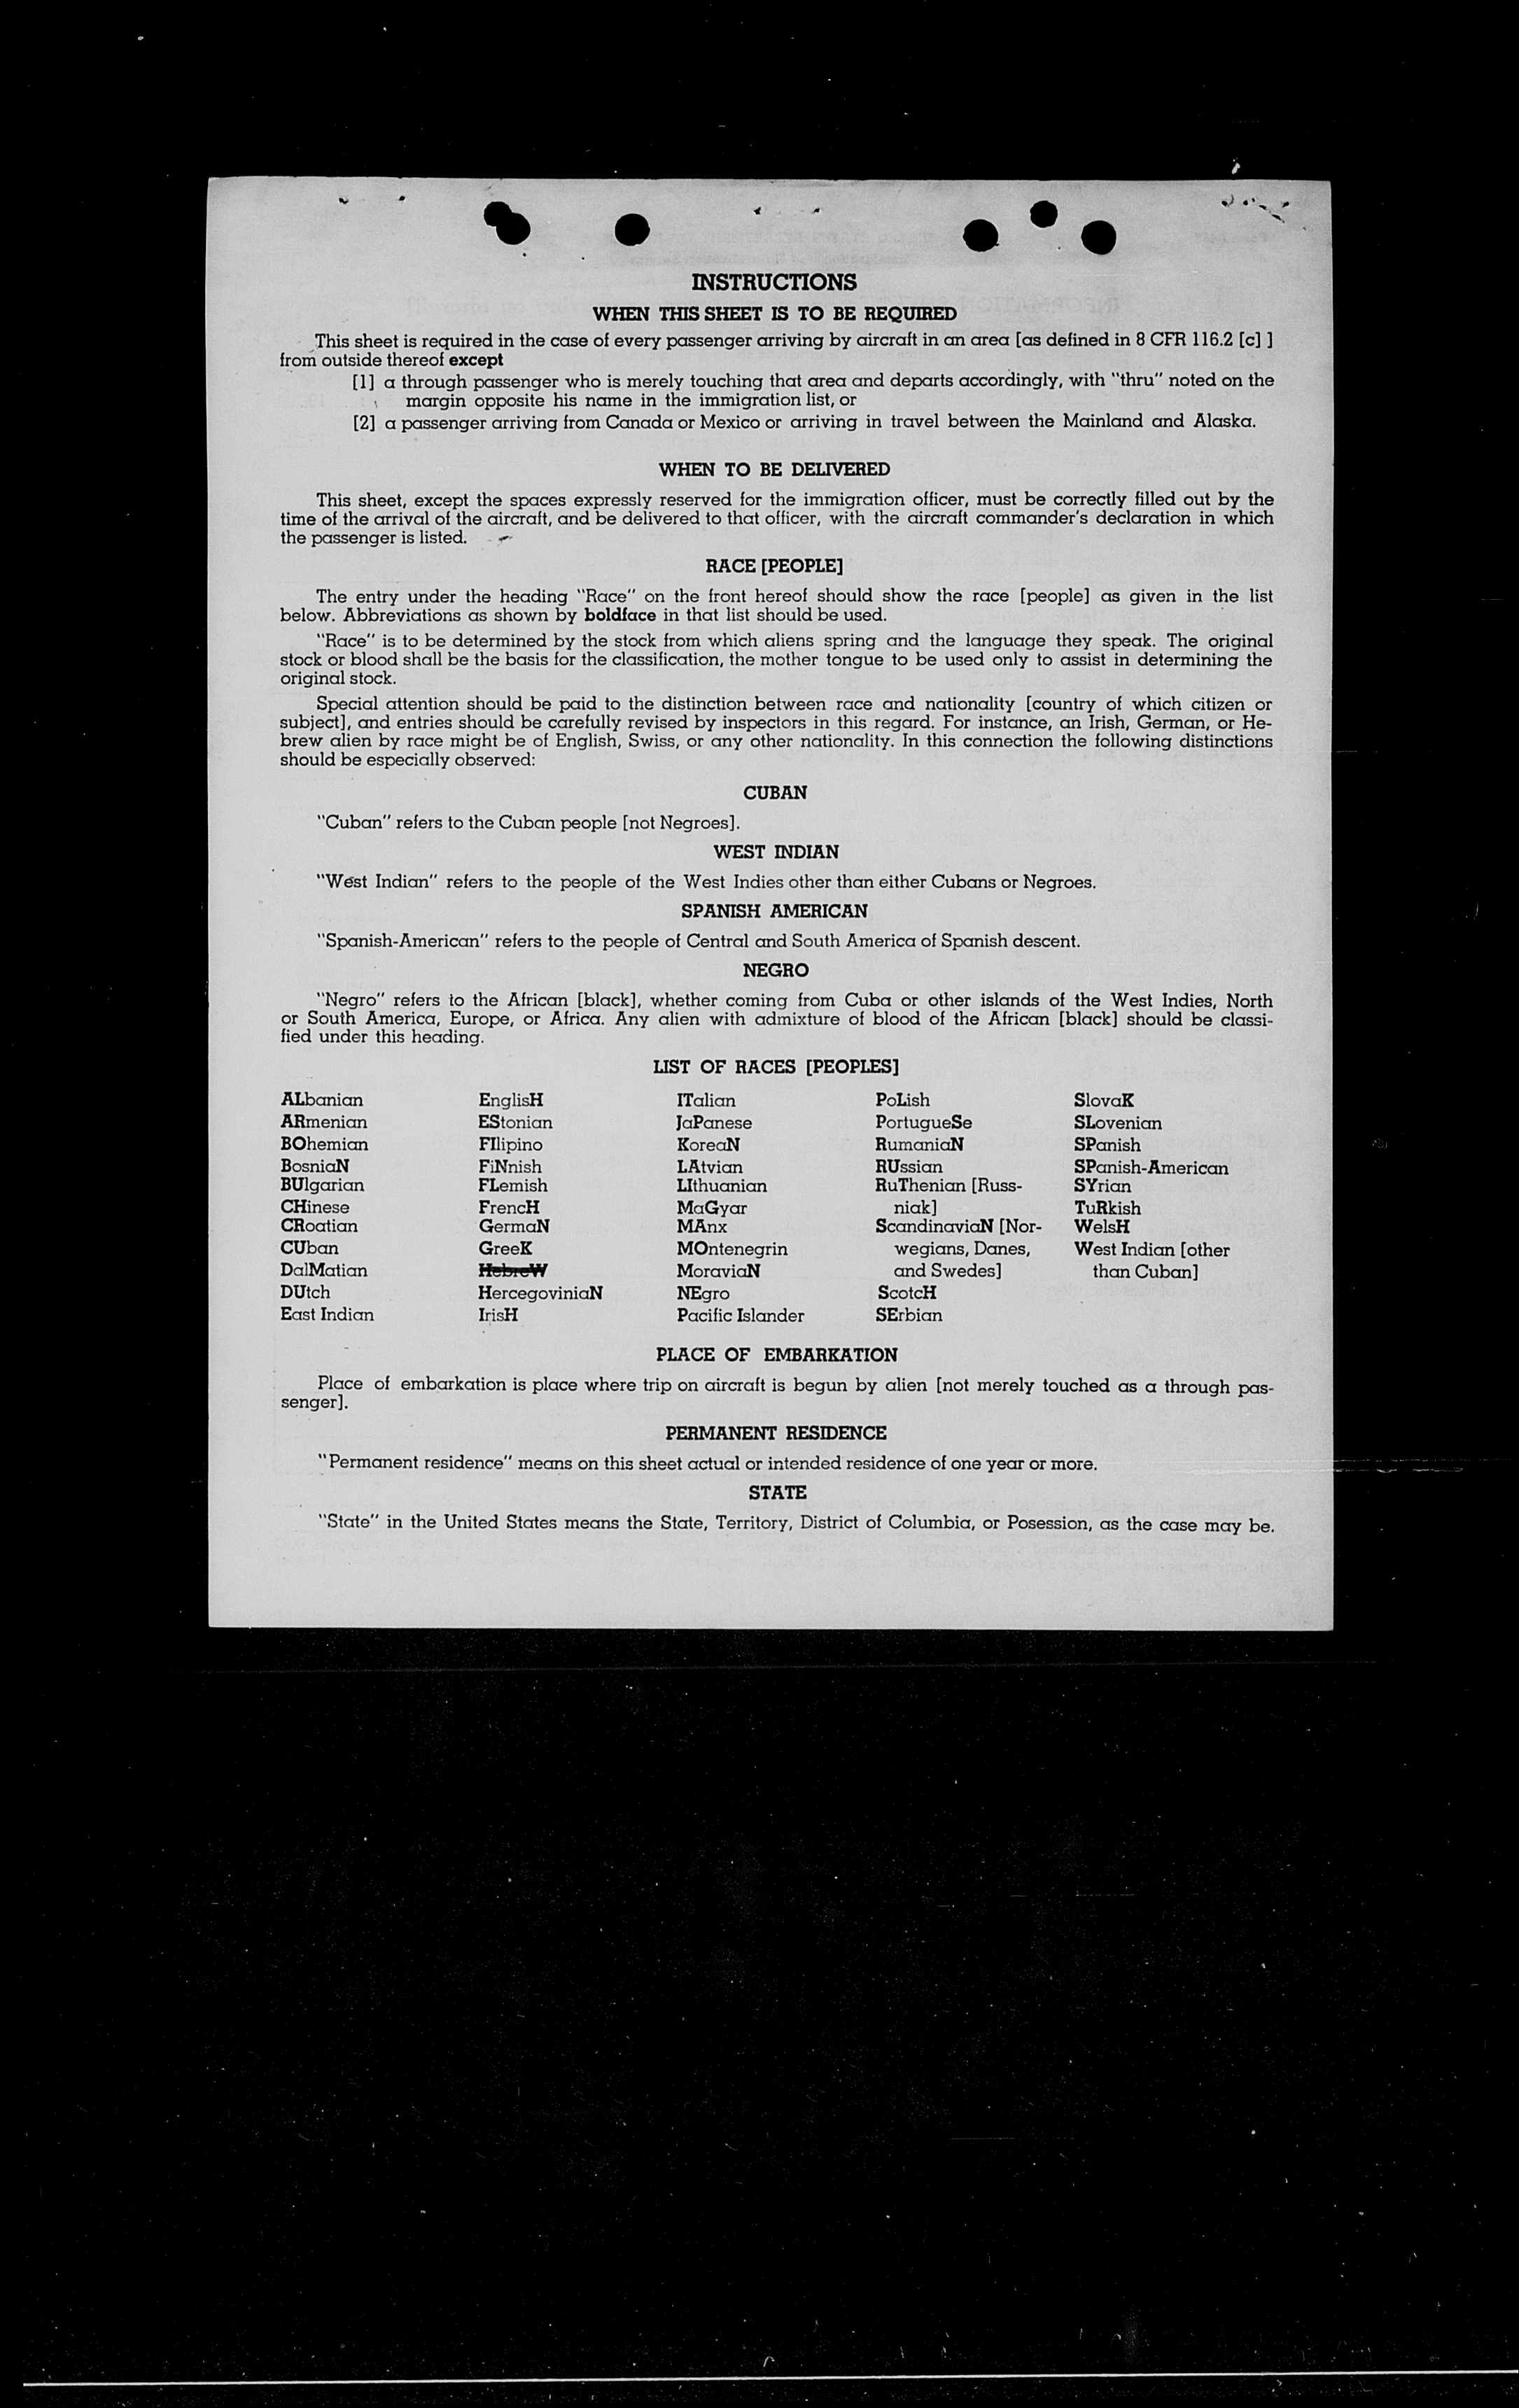 INSTRUCTIONS
WHEN THIS SHEET IS TO BE REQUIRED
This sheet is required in the case of every passenger arriving by aircraft in an area [as defined in 8 CFR 116.2 [c] ]
from outside thereof except
[1] a through passenger who is merely touching that area and departs accordingly, with "thru" noted on the
margin opposite his name in the immigration list, or
[2] a passenger arriving from Canada or Mexico or arriving in travel between the Mainland and Alaska.
WHEN TO BE DELIVERED
This sheet, except the spaces expressly reserved for the immigration officer, must be correctly filled out by the
time of the arrival of the aircraft, and be delivered to that officer, with the aircraft commander's declaration in which
the passenger is listed.
RACE [PEOPLE]
The entry under the heading "Race" on the front hereof should show the race [people] as given in the list
below. Abbreviations as shown by boldface in that list should be used.
"Race" is to be determined by the stock from which aliens spring and the language they speak. The original
stock or blood shall be the basis for the classification, the mother tongue to be used only to assist in determining the
original stock.
Special attention should be paid to the distinction between race and nationality [country of which citizen or
subject], and entries should be carefully revised by inspectors in this regard. For instance, an Irish, German, or He-
brew alien by race might be of English, Swiss, or any other nationality. In this connection the following distinctions
should be especially observed:
CUBAN
"Cuban" refers to the Cuban people [not Negroes].
WEST INDIAN
"West Indian" refers to the people of the West Indies other than either Cubans or Negroes.
SPANISH AMERICAN
"Spanish-American" refers to the people of Central and South America of Spanish descent.
NEGRO
"Negro" refers to the African [black], whether coming from Cuba or other islands of the West Indies, North
or South America, Europe, or Africa. Any alien with admixture of blood of the African [black] should be classi-
fied under this heading.
LIST OF RACES [PEOPLES]
ALbanian
ARmenian
BOhemian
BosniaN
BUlgarian
CHinese
CRoatian
CUban
DalMatian
DUtch
East Indian
EnglisH
EStonian
FIlipino
FiNnish
FLemish
FrencH
GermaN
GreeK
HebreW
HercegoviniaN
IrisH
ITalian
JaPanese
KoreaN
LAtvian
LIthuanian
MaGyar
MAnx
MOntenegrin
MoraviaN
NEgro
Pacific Islander
PoLish
PortugueSe
RumaniaN
RUssian
RuThenian [Russ-
niak]
ScandinaviaN [Nor-
wegians, Danes,
and Swedes]
ScotcH
SErbian
SlovaK
SLovenian
SPanish
SPanish-American
SYrian
TuRkish
WelsH
West Indian [other
than Cuban]
PLACE OF EMBARKATION
Place of embarkation is place where trip on aircraft is begun by alien [not merely touched as a through pas-
senger].
PERMANENT RESIDENCE
"Permanent residence" means on this sheet actual or intended residence of one year or more.
STATE
"State" in the United States means the State, Territory, District of Columbia, or Posession, as the case may be.